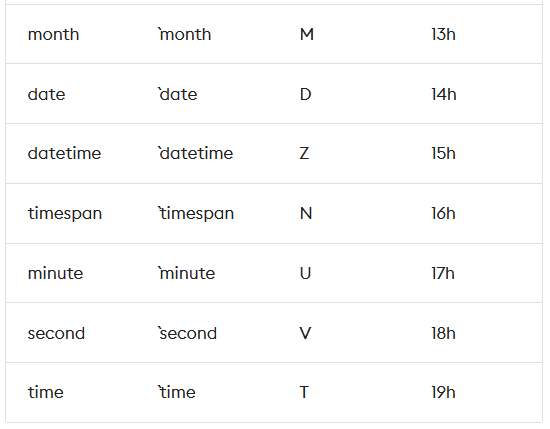 month `month M 13h
date `date D 14h
datetime `datetime Z 15h
timespan `timespan N 16h
minute `minute U 17h
second `second V 18h
time `time T 19h